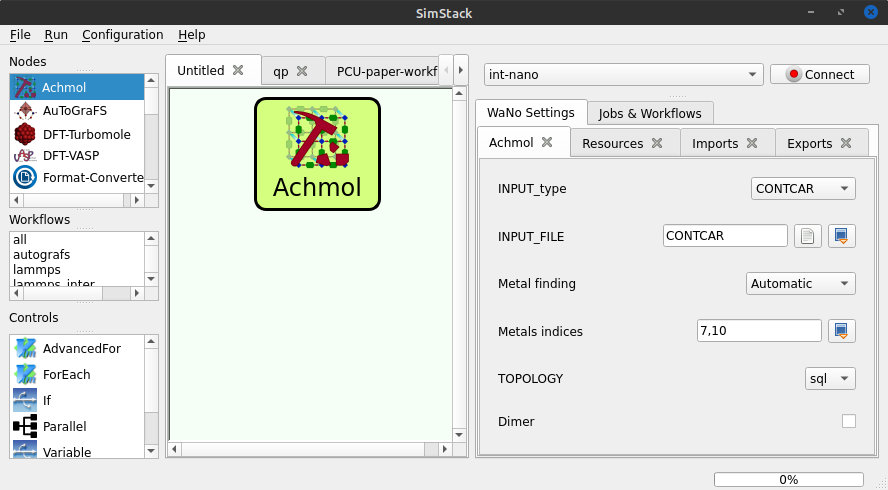 SimStack
File Run Configuration Help
Nodes
Achmol
AuToGraFS
DFT-Turbomole
DFT-VASP
Format-Converte
Workflows
all
autografs
lammps
lammps_inter
Controls
AdvancedFor
ForEach
If
Parallel
Variable
Untitled qp PCU-paper-workf
Achmol
int-nano Connect
WaNo Settings Jobs & Workflows
Achmol Resources Imports Exports
INPUT_type CONTCAR
INPUT_FILE CONTCAR
Metal finding Automatic
Metals indices 7,10
TOPOLOGY sql
Dimer
0%